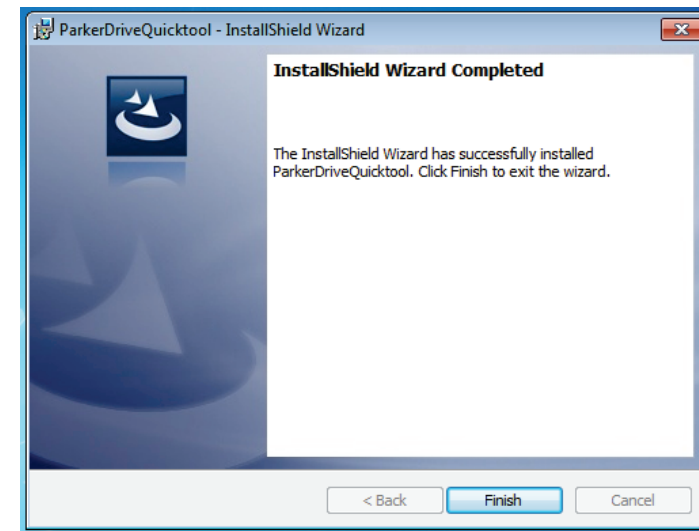 ParkerDriveQuicktool - InstallShield Wizard
InstallShield Wizard Completed
The InstallShield Wizard has successfully installed
ParkerDriveQuicktool. Click Finish to exit the wizard.
< Back
Finish
Cancel